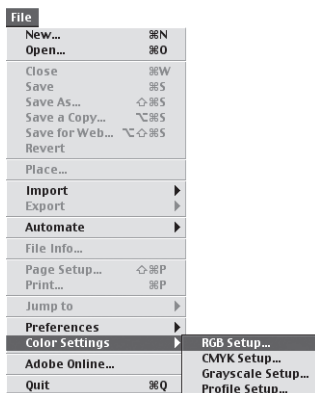 File
New... ⌘N
Open... ⌘O
Close ⌘W
Save ⌘S
Save As... ⇧⌘S
Save a Copy... ⌥⌘S
Save for Web... ⌥⇧⌘S
Revert
Place...
Import
Export
Automate
File Info...
Page Setup... ⇧⌘P
Print... ⌘P
Jump to
Preferences
Color Settings RGB Setup...
CMYK Setup...
Adobe Online... Grayscale Setup...
Quit ⌘Q Profile Setup...